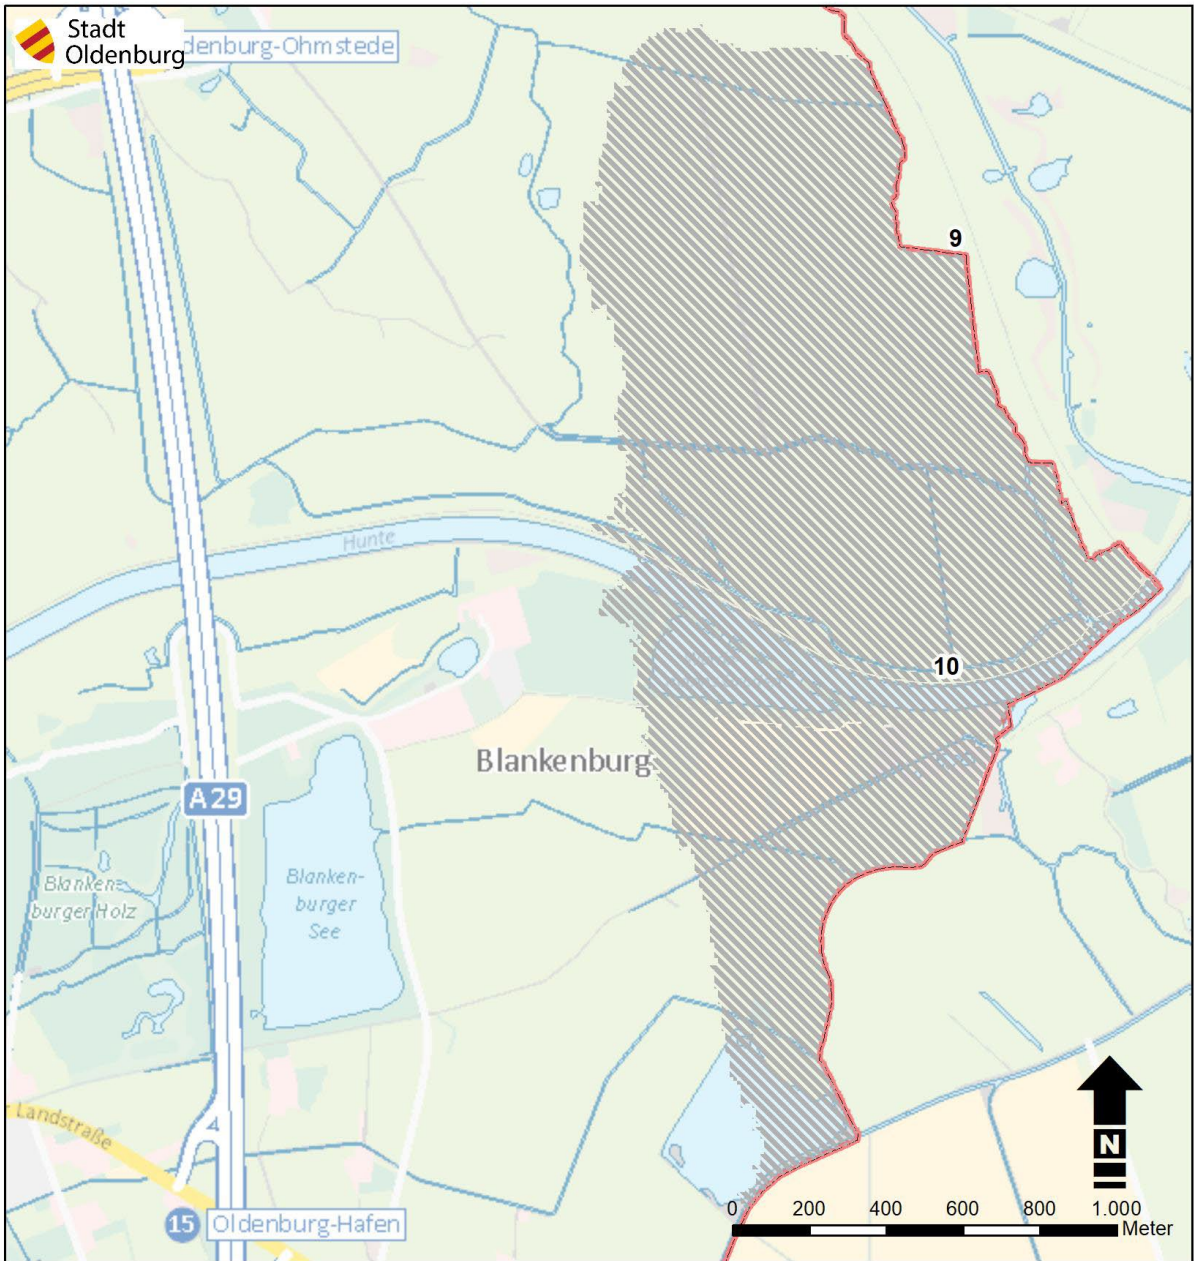 Stadt
Oldenburg
denburg-Ohmstede
9
Hunte
10
Blankenburg
A 29
Blanken-
burger Holz
Blanken-
burger
See
Landstraße
N
15 Oldenburg-Hafen
0 200 400 600 800 1.000
Meter